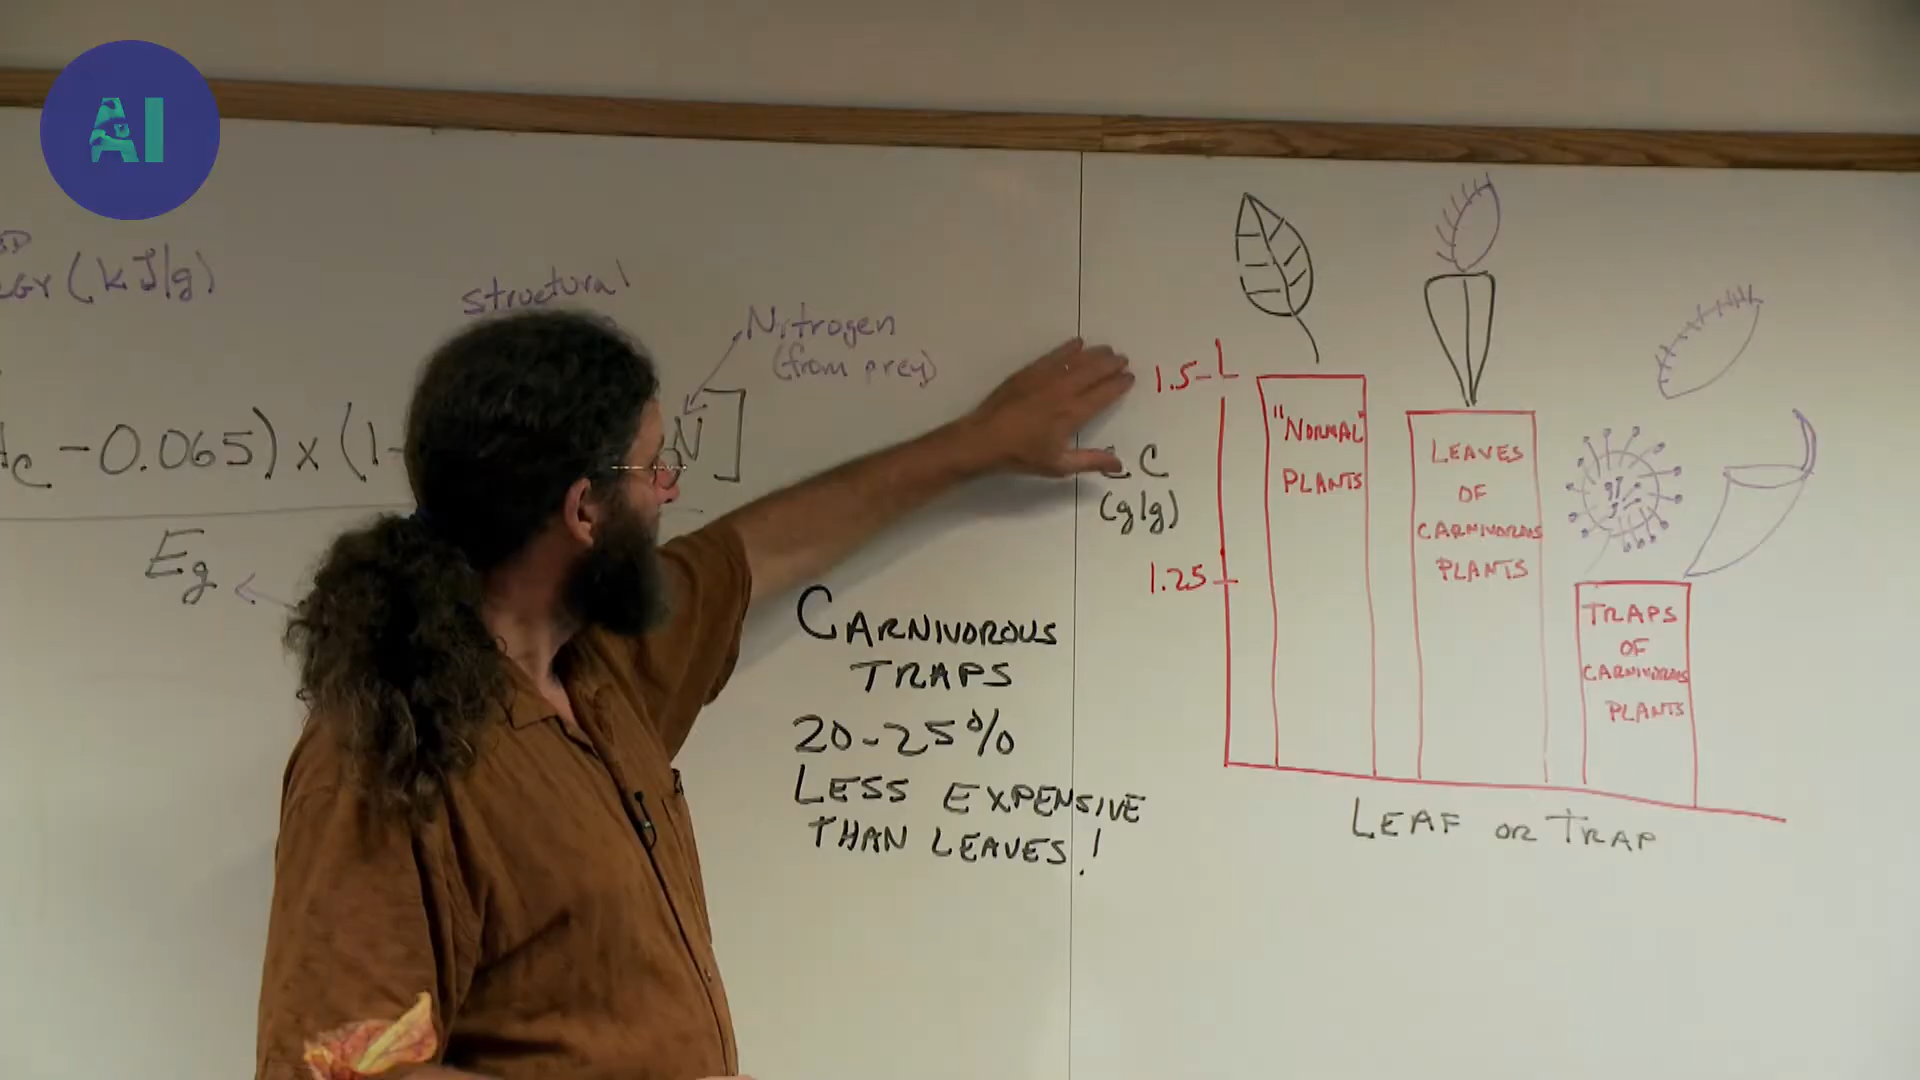 AI
(kJ/g)
structural
Nitrogen
(from prey)
- 0.065) x (1-
N]
Eg
CARNIVOROUS
TRAPS
20-25%
LESS EXPENSIVE
THAN LEAVES!
1.5
C
(g/g)
1.25
"NORMAL"
PLANTS
LEAVES
OF
CARNIVOROUS
PLANTS
TRAPS
OF
CARNIVOROUS
PLANTS
LEAF OR TRAP